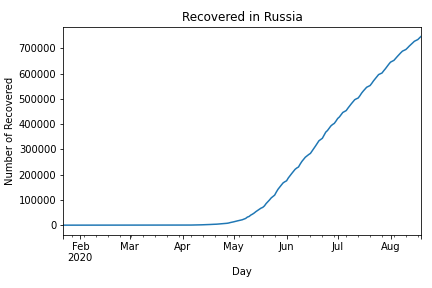 Recovered in Russia
Number of Recovered
700000
600000
500000
400000
300000
200000
100000
0
Feb Mar Apr May Jun Jul Aug
2020
Day